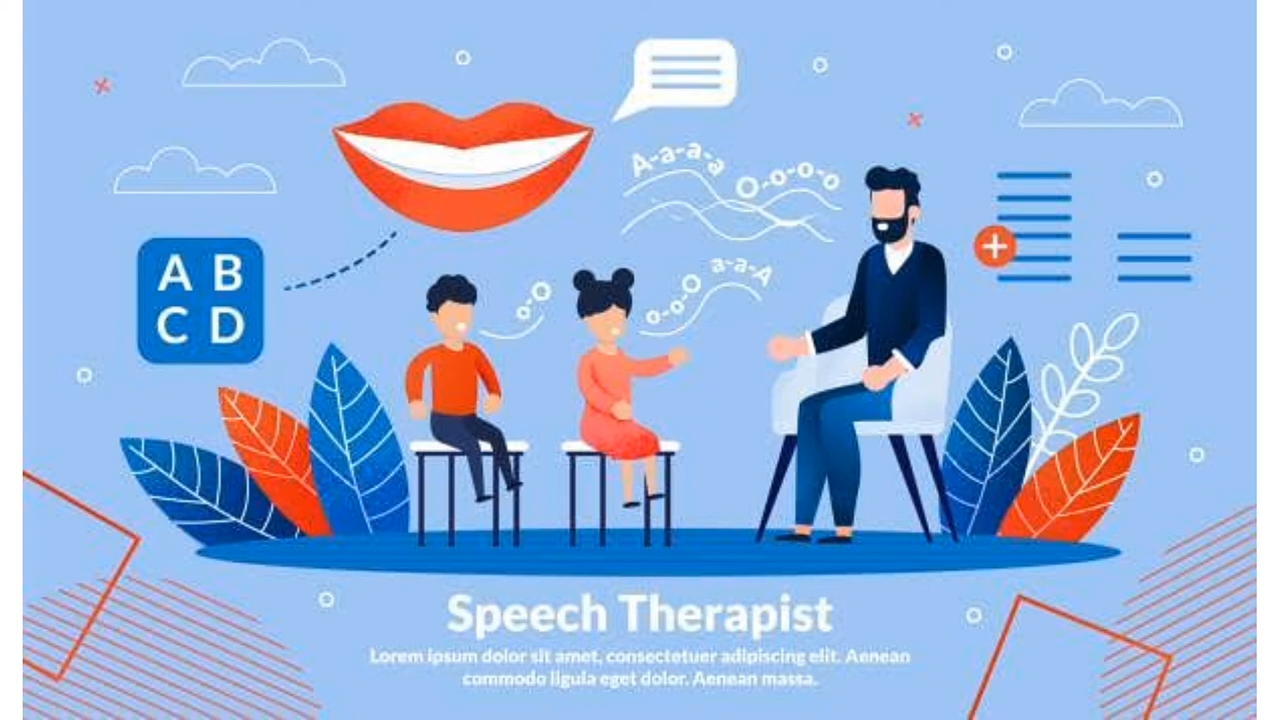 A-a-a-a
O-o-o-o
A B
C D
o-O
o-o-O
a-a-A
Speech Therapist
Lorem ipsum dolor sit amet, consectetuer adipiscing elit. Aenean
commodo ligula eget dolor. Aenean massa.